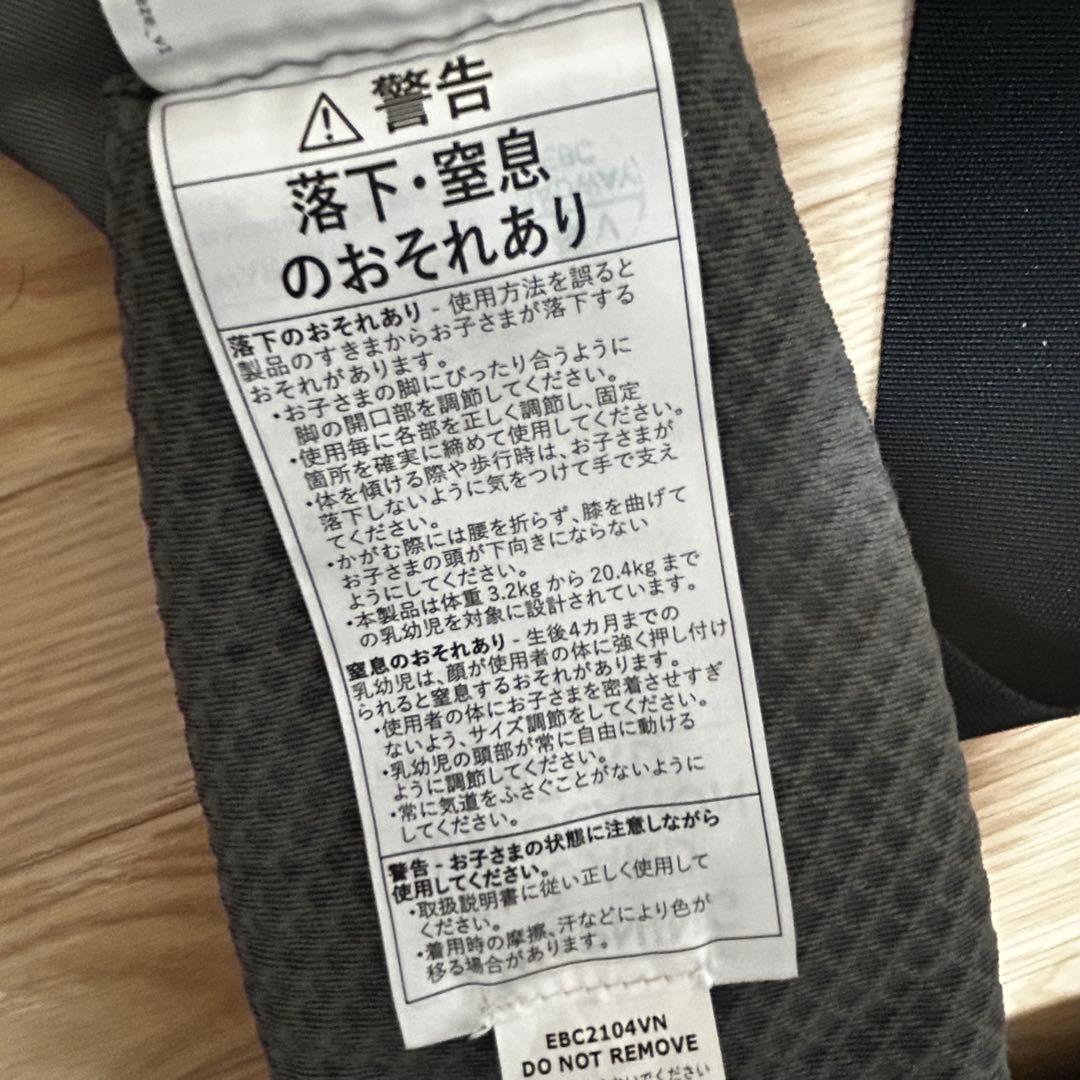 one_v1
警告
落下・窒息
のおそれあり
落下のおそれあり - 使用方法を誤ると
製品のすきまからお子さまが落下する
おそれがあります。
・お子さまの脚にぴったり合うように
脚の開口部を調節してください。
・使用毎に各部を正しく調節し、固定
箇所を確実に締めて使用してください。
・体を傾ける際や歩行時は、お子さまが
落下しないように気をつけて手で支え
てください。
・かがむ際には腰を折らず、膝を曲げて
お子さまの頭が下向きにならない
ようにしてください。
・本製品は体重 3.2kg から 20.4kg まで
の乳幼児を対象に設計されています。
窒息のおそれあり - 生後4カ月までの
乳幼児は、顔が使用者の体に強く押し付け
られると窒息するおそれがあります。
・使用者の体にお子さまを密着させすぎ
ないよう、サイズ調節をしてください。
・乳幼児の頭部が常に自由に動ける
ように調節してください。
・常に気道をふさぐことがないように
してください。
警告 - お子さまの状態に注意しながら
使用してください。
・取扱説明書に従い正しく使用して
ください。
・着用時の摩擦、汗などにより色が
移る場合があります。
EBC2104VN
DO NOT REMOVE
いでください